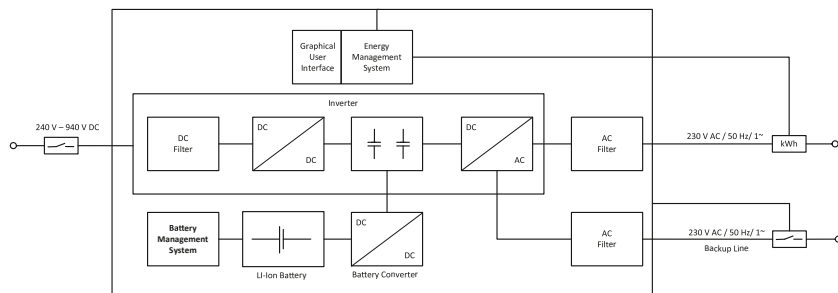 Graphical
User
Interface
Energy
Management
System
240 V – 940 V DC
Inverter
DC
Filter
DC
DC
DC
AC
AC
Filter
230 V AC / 50 Hz/ 1~
kWh
Battery
Management
System
LI-Ion Battery
DC
DC
Battery Converter
AC
Filter
230 V AC / 50 Hz/ 1~
Backup Line